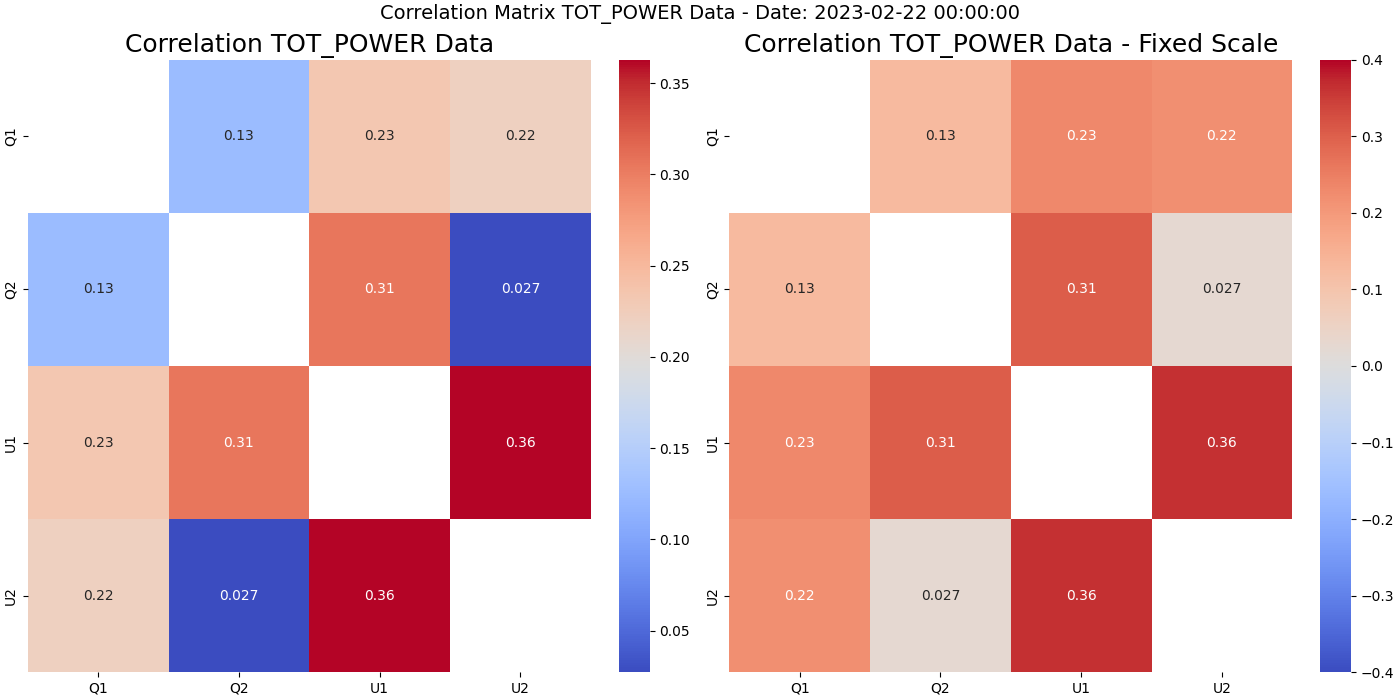 Correlation Matrix TOT_POWER Data - Date: 2023-02-22 00:00:00
Correlation TOT_POWER Data
Q1 0.13 0.23 0.22
Q2 0.13 0.31 0.027
U1 0.23 0.31 0.36
U2 0.22 0.027 0.36
Q1 Q2 U1 U2
0.35
0.30
0.25
0.20
0.15
0.10
0.05
Correlation TOT_POWER Data - Fixed Scale
Q1 0.13 0.23 0.22
Q2 0.13 0.31 0.027
U1 0.23 0.31 0.36
U2 0.22 0.027 0.36
Q1 Q2 U1 U2
0.4
0.3
0.2
0.1
0.0
−0.1
−0.2
−0.3
−0.4